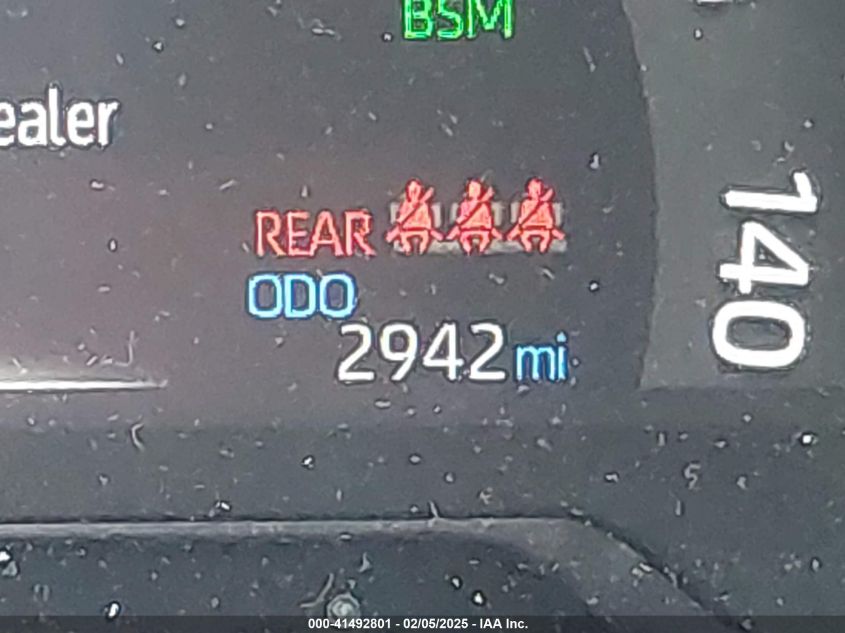 BSM
ealer
REAR
ODO
2942 mi
140
000-41492801 - 02/05/2025 - IAA Inc.